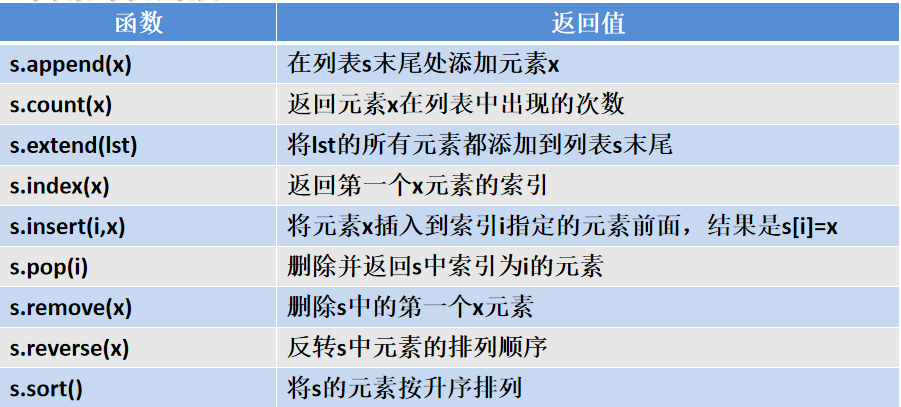 函数 返回值
s.append(x) 在列表s末尾处添加元素x
s.count(x) 返回元素x在列表中出现的次数
s.extend(lst) 将lst的所有元素都添加到列表s末尾
s.index(x) 返回第一个x元素的索引
s.insert(i,x) 将元素x插入到索引i指定的元素前面，结果是s[i]=x
s.pop(i) 删除并返回s中索引为i的元素
s.remove(x) 删除s中的第一个x元素
s.reverse(x) 反转s中元素的排列顺序
s.sort() 将s的元素按升序排列